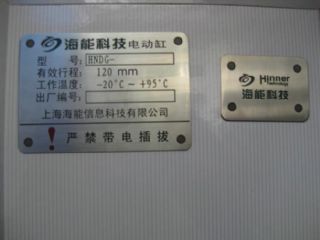 海能科技 电动缸
型号: HNDG-
有效行程: 120 mm
工作温度: -20°C ~ +95°C
出厂编号:
上海海能信息科技有限公司
! 严禁带电插拔
Hinner
Technology
海能科技